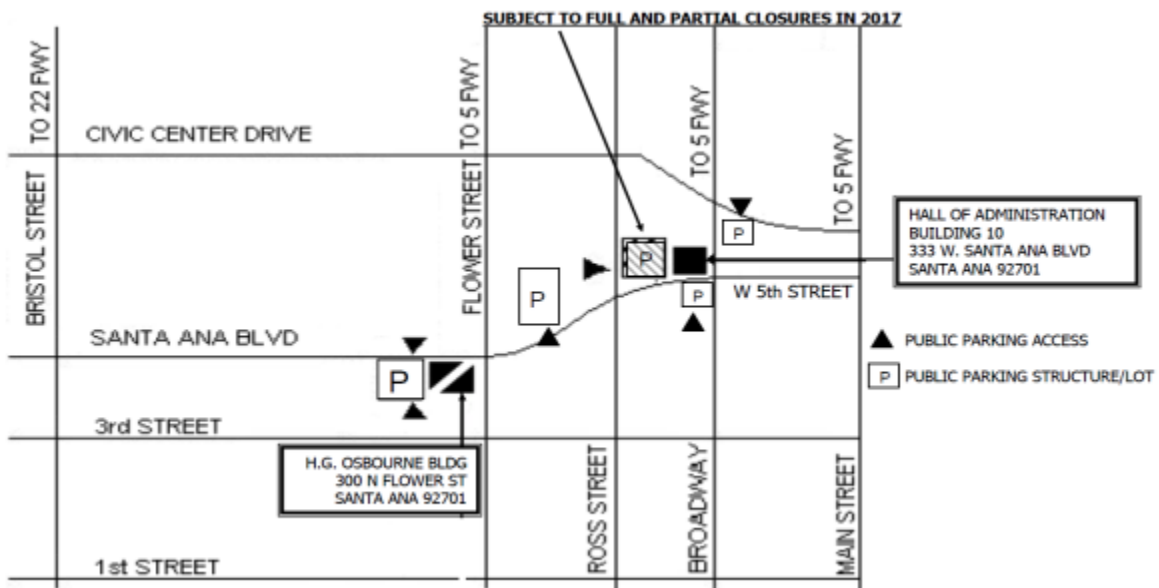 SUBJECT TO FULL AND PARTIAL CLOSURES IN 2017
TO 22 FWY
TO 5 FWY
TO 5 FWY
TO 5 FWY
CIVIC CENTER DRIVE
BRISTOL STREET
FLOWER STREET
P
HALL OF ADMINISTRATION
BUILDING 10
333 W. SANTA ANA BLVD
SANTA ANA 92701
P
P
P
W 5th STREET
SANTA ANA BLVD
PUBLIC PARKING ACCESS
P
P PUBLIC PARKING STRUCTURE/LOT
3rd STREET
H.G. OSBOURNE BLDG
300 N FLOWER ST
SANTA ANA 92701
ROSS STREET
BROADWAY
MAIN STREET
1st STREET